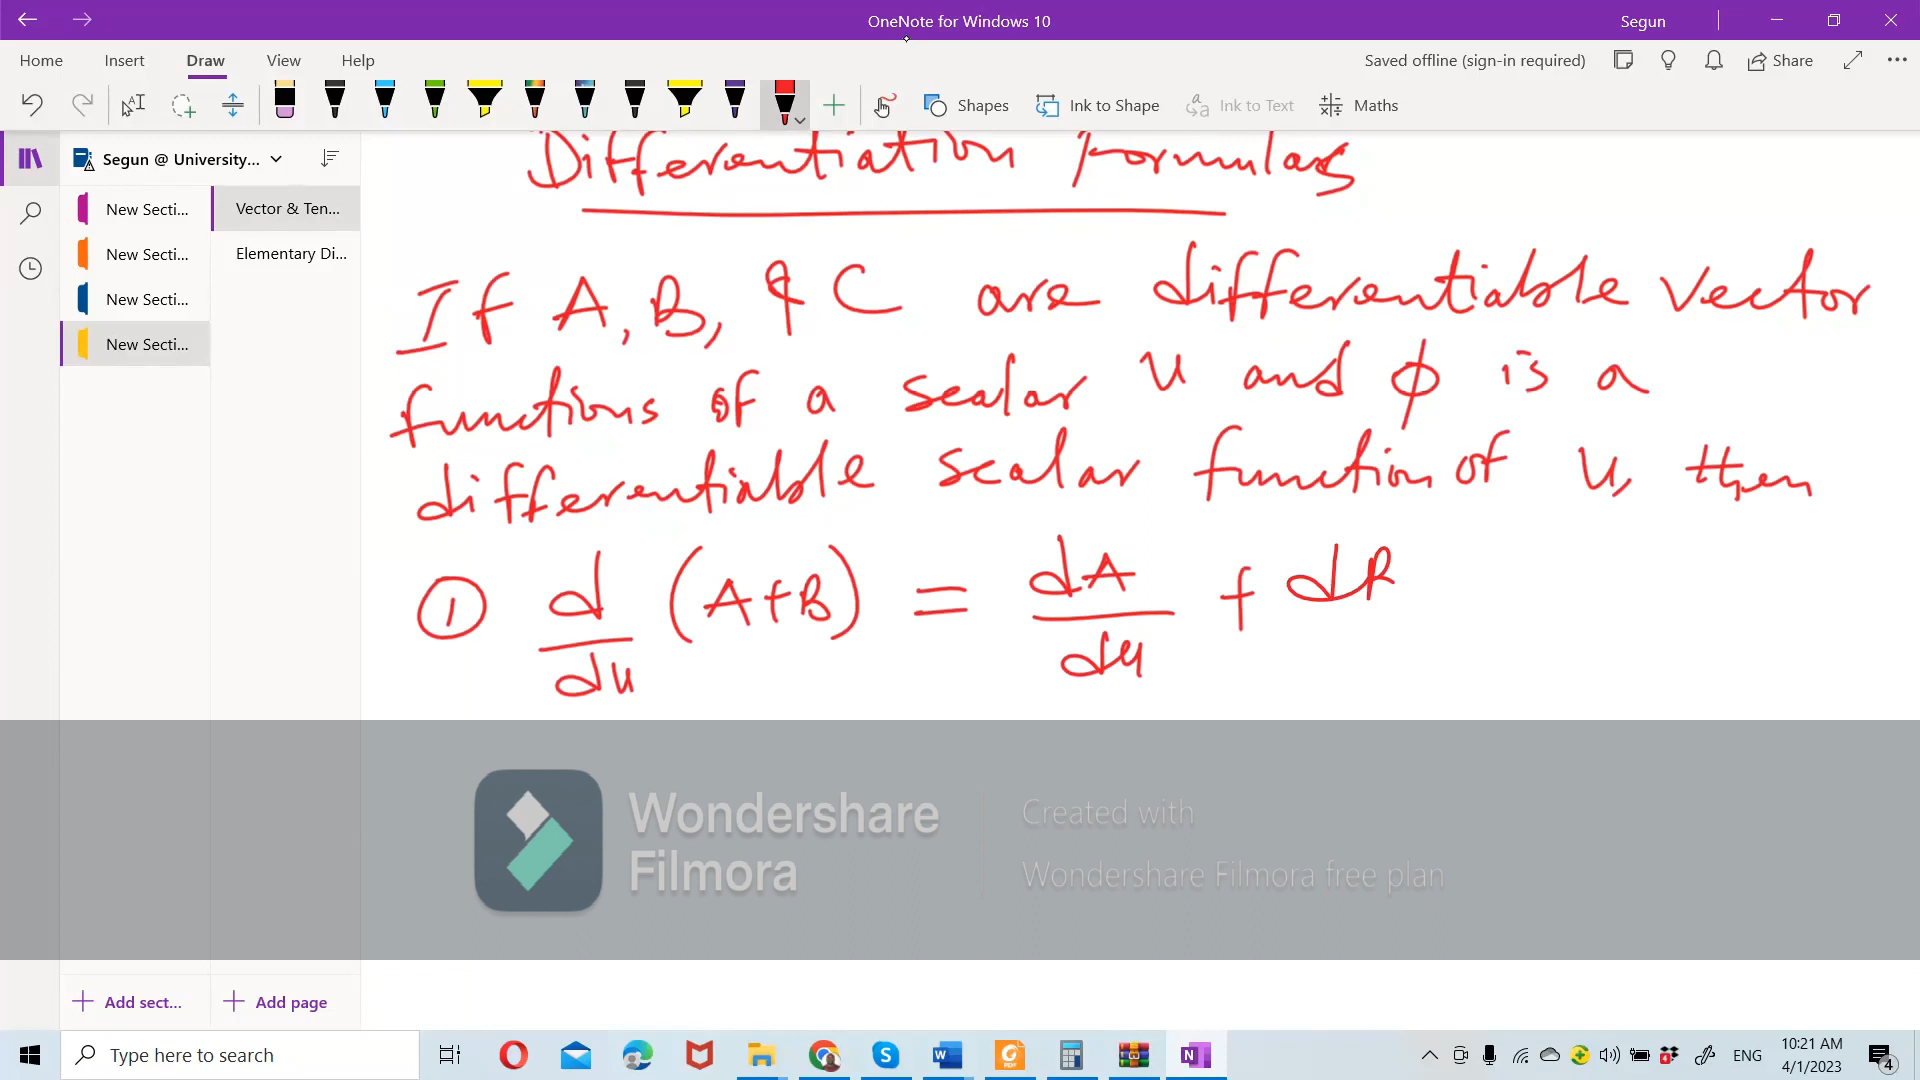 OneNote for Windows 10
Segun
Home Insert Draw View Help
Saved offline (sign-in required) Share
Shapes Ink to Shape Ink to Text Maths
Segun @ University...
New Secti...
New Secti...
New Secti...
New Secti...
Vector & Ten...
Elementary Di...
Differentiation Formulas
If A, B, & C are differentiable vector
functions of a scalar u and ϕ is a
differentiable scalar function of u, then
① d/du (A+B) = dA/du + dB
Wondershare
Filmora
Created with
Wondershare Filmora free plan
+ Add sect... + Add page
Type here to search
W
PDF
N
ENG
10:21 AM
4/1/2023
4